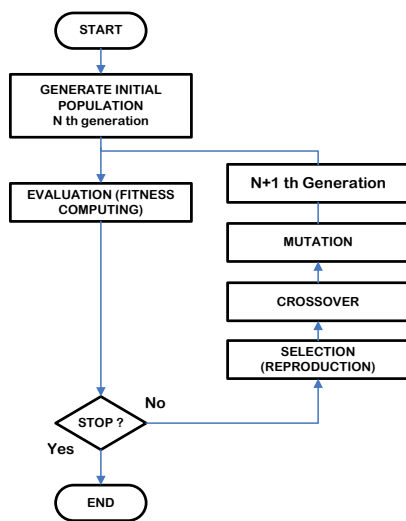 START
GENERATE INITIAL
POPULATION
N th generation
EVALUATION (FITNESS
COMPUTING)
N+1 th Generation
MUTATION
CROSSOVER
SELECTION
(REPRODUCTION)
STOP ?
No
Yes
END